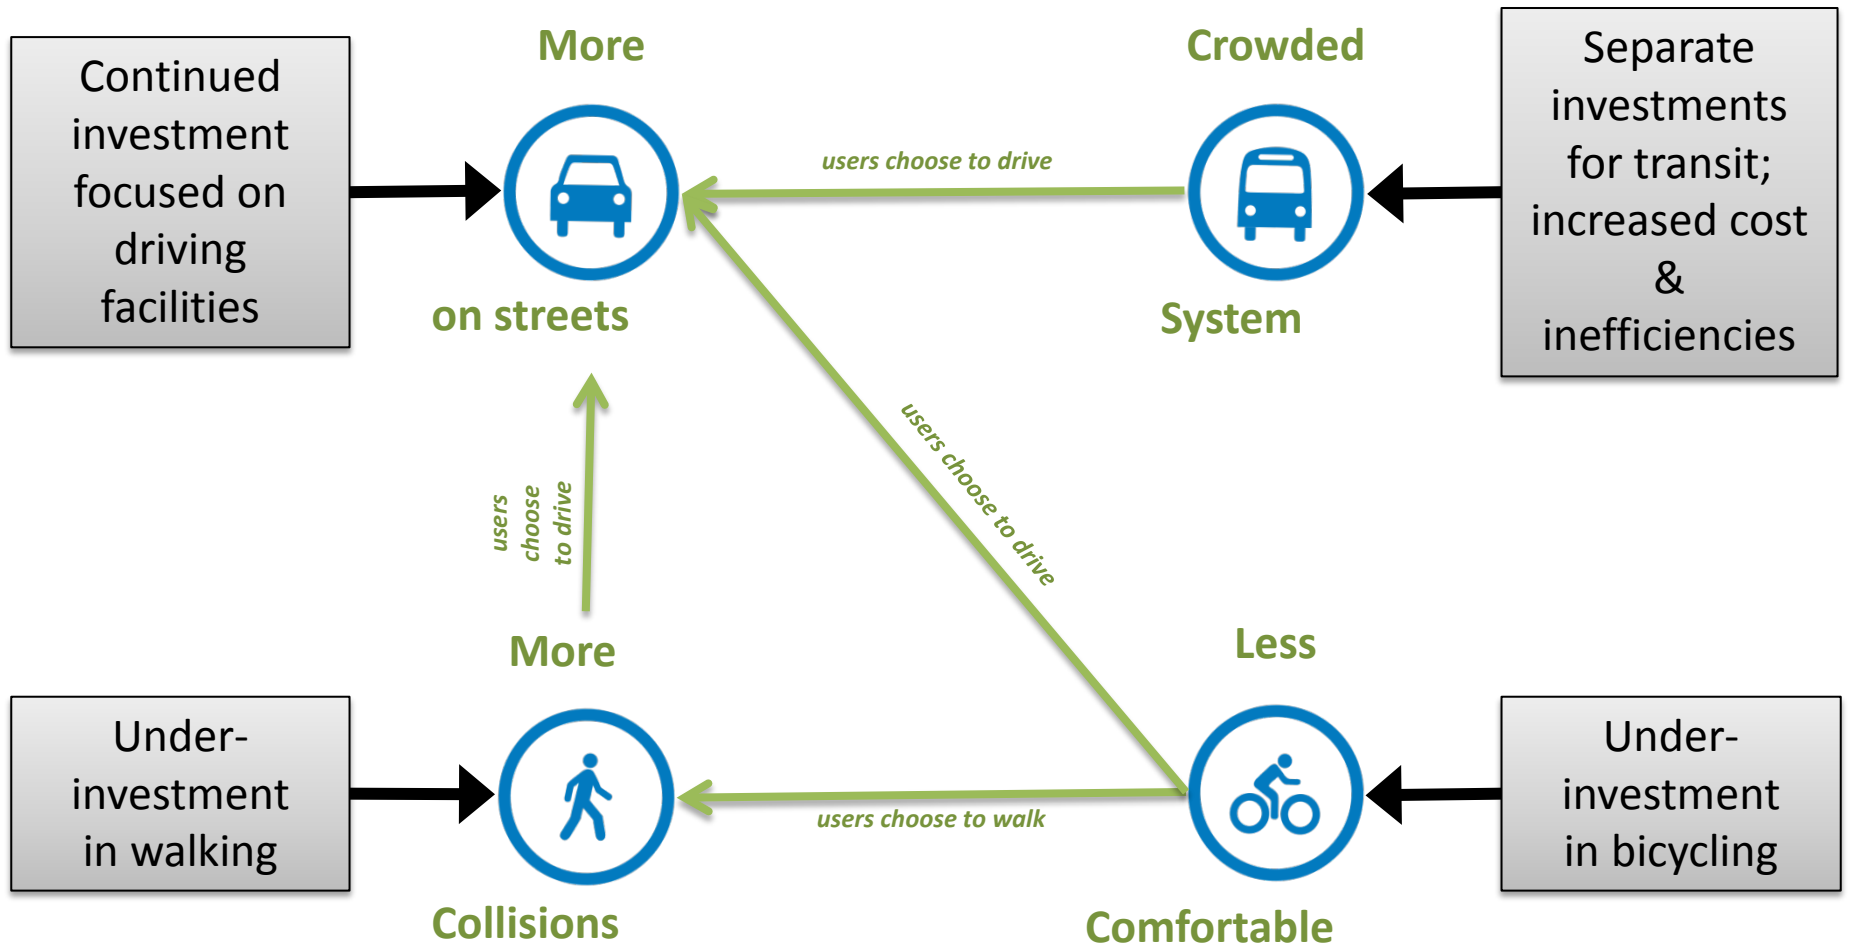 Continued
investment
focused on
driving
facilities
More
on streets
users choose to drive
Crowded
System
Separate
investments
for transit;
increased cost
&
inefficiencies
users
choose
to drive
users choose to drive
Under-
investment
in walking
More
Collisions
users choose to walk
Less
Comfortable
Under-
investment
in bicycling